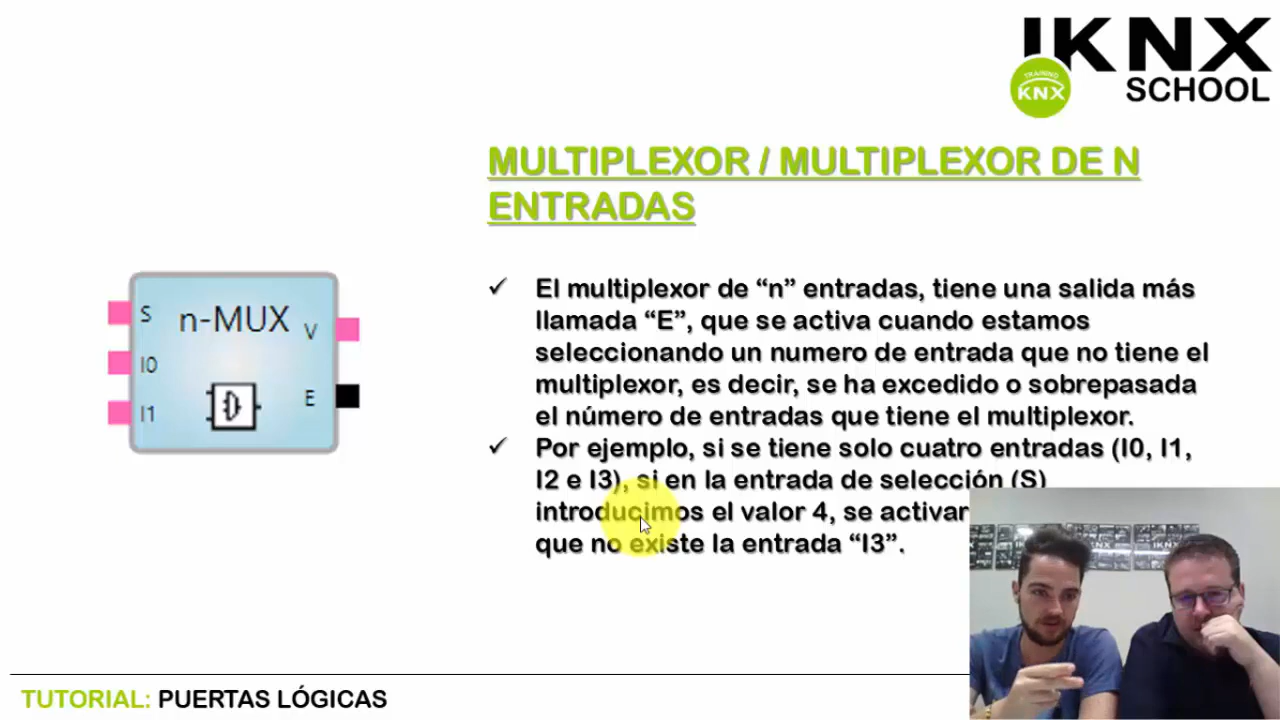 IKNX
TRAINING
KNX
SCHOOL
MULTIPLEXOR / MULTIPLEXOR DE N
ENTRADAS
S
I0
I1
n-MUX
V
E
✓ El multiplexor de “n” entradas, tiene una salida más
llamada “E”, que se activa cuando estamos
seleccionando un numero de entrada que no tiene el
multiplexor, es decir, se ha excedido o sobrepasada
el número de entradas que tiene el multiplexor.
✓ Por ejemplo, si se tiene solo cuatro entradas (I0, I1,
I2 e I3), si en la entrada de selección (S)
introducimos el valor 4, se activar
que no existe la entrada “I3”.
IKNX
TUTORIAL: PUERTAS LÓGICAS